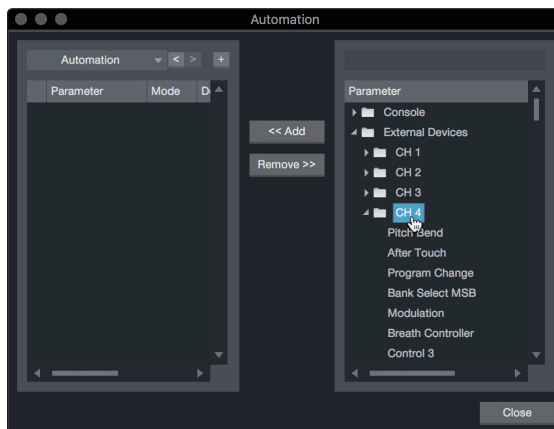 Automation
Automation < > +
Parameter Mode
Parameter
Console
External Devices
CH 1
CH 2
CH 3
CH 4
Pitch Bend
After Touch
Program Change
Bank Select MSB
Modulation
Breath Controller
Control 3
<< Add
Remove >>
Close